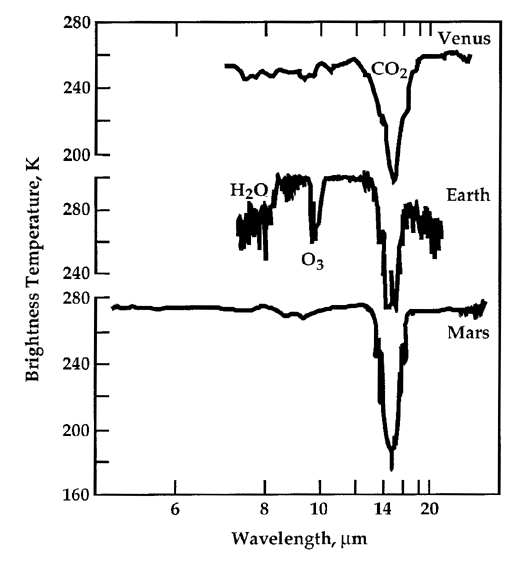 280
Venus
CO2
240
200
H2O
Earth
280
O3
240
280
Mars
240
200
160
6 8 10 14 20
Brightness Temperature, K
Wavelength, μm